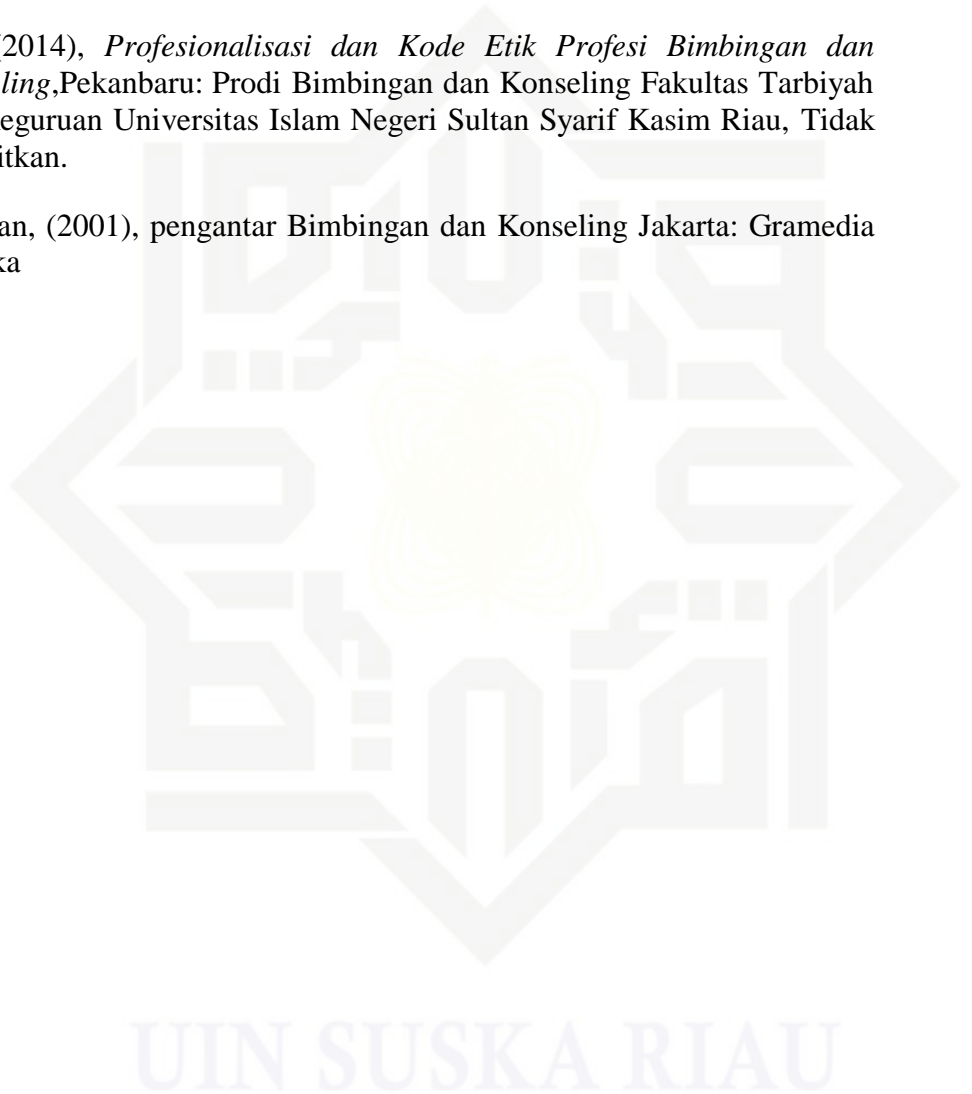 (2014), Profesionalisasi dan Kode Etik Profesi Bimbingan dan
ling,Pekanbaru: Prodi Bimbingan dan Konseling Fakultas Tarbiyah
eguruan Universitas Islam Negeri Sultan Syarif Kasim Riau, Tidak
itkan.
an, (2001), pengantar Bimbingan dan Konseling Jakarta: Gramedia
ka
UIN SUSKA RIAU